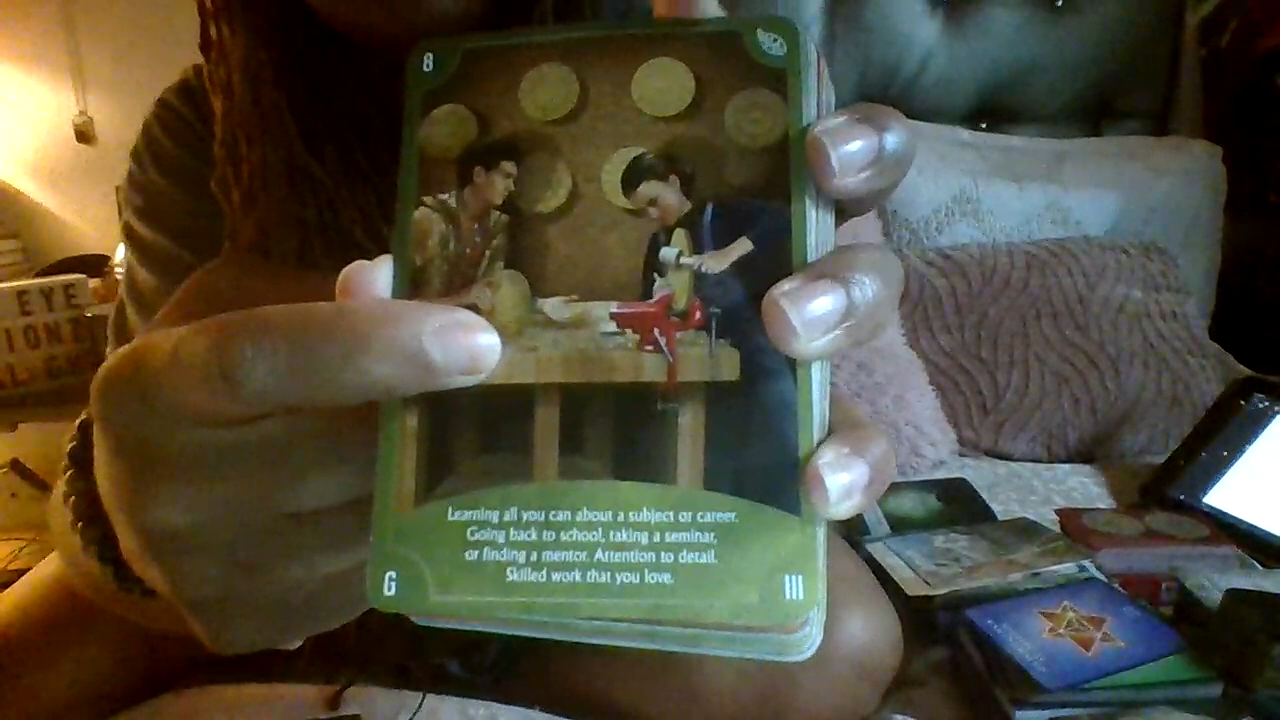 8
EYE
IONZ
Learning all you can about a subject or career.
Going back to school, taking a seminar,
or finding a mentor. Attention to detail.
Skilled work that you love.
G
III